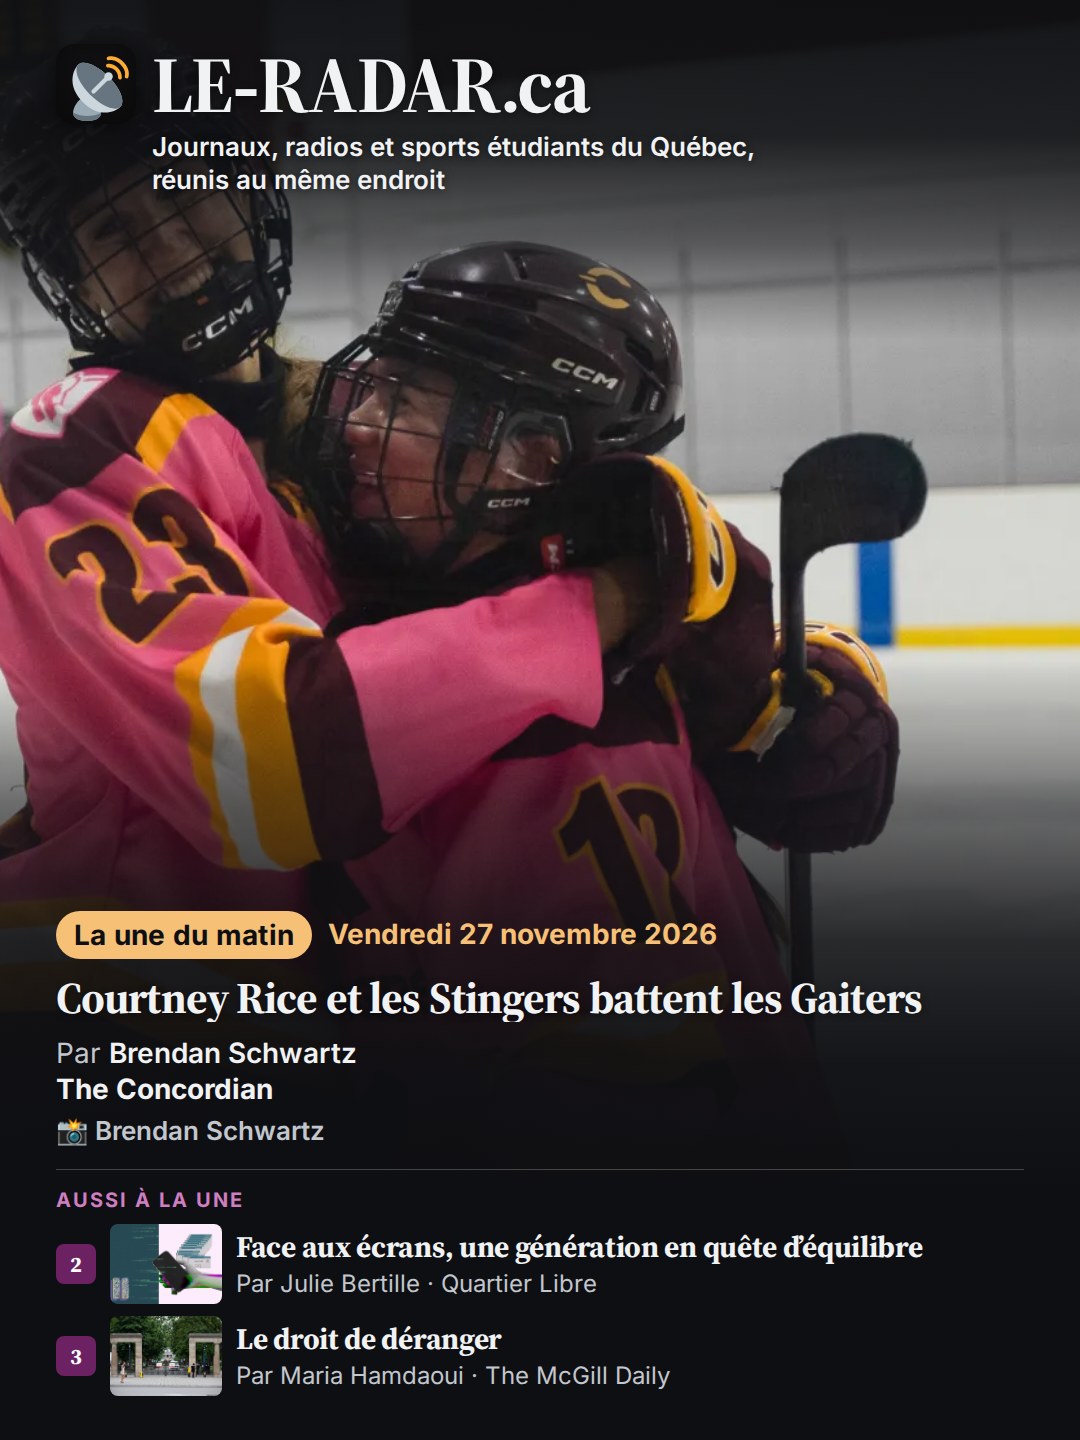 LE-RADAR.ca
Journaux, radios et sports étudiants du Québec,
réunis au même endroit
CCM
CCM
CCM
23
12
La une du matin
Vendredi 27 novembre 2026
Courtney Rice et les Stingers battent les Gaiters
Par Brendan Schwartz
The Concordian
📸 Brendan Schwartz
AUSSI À LA UNE
2
Face aux écrans, une génération en quête d'équilibre
Par Julie Bertille · Quartier Libre
3
Le droit de déranger
Par Maria Hamdaoui · The McGill Daily